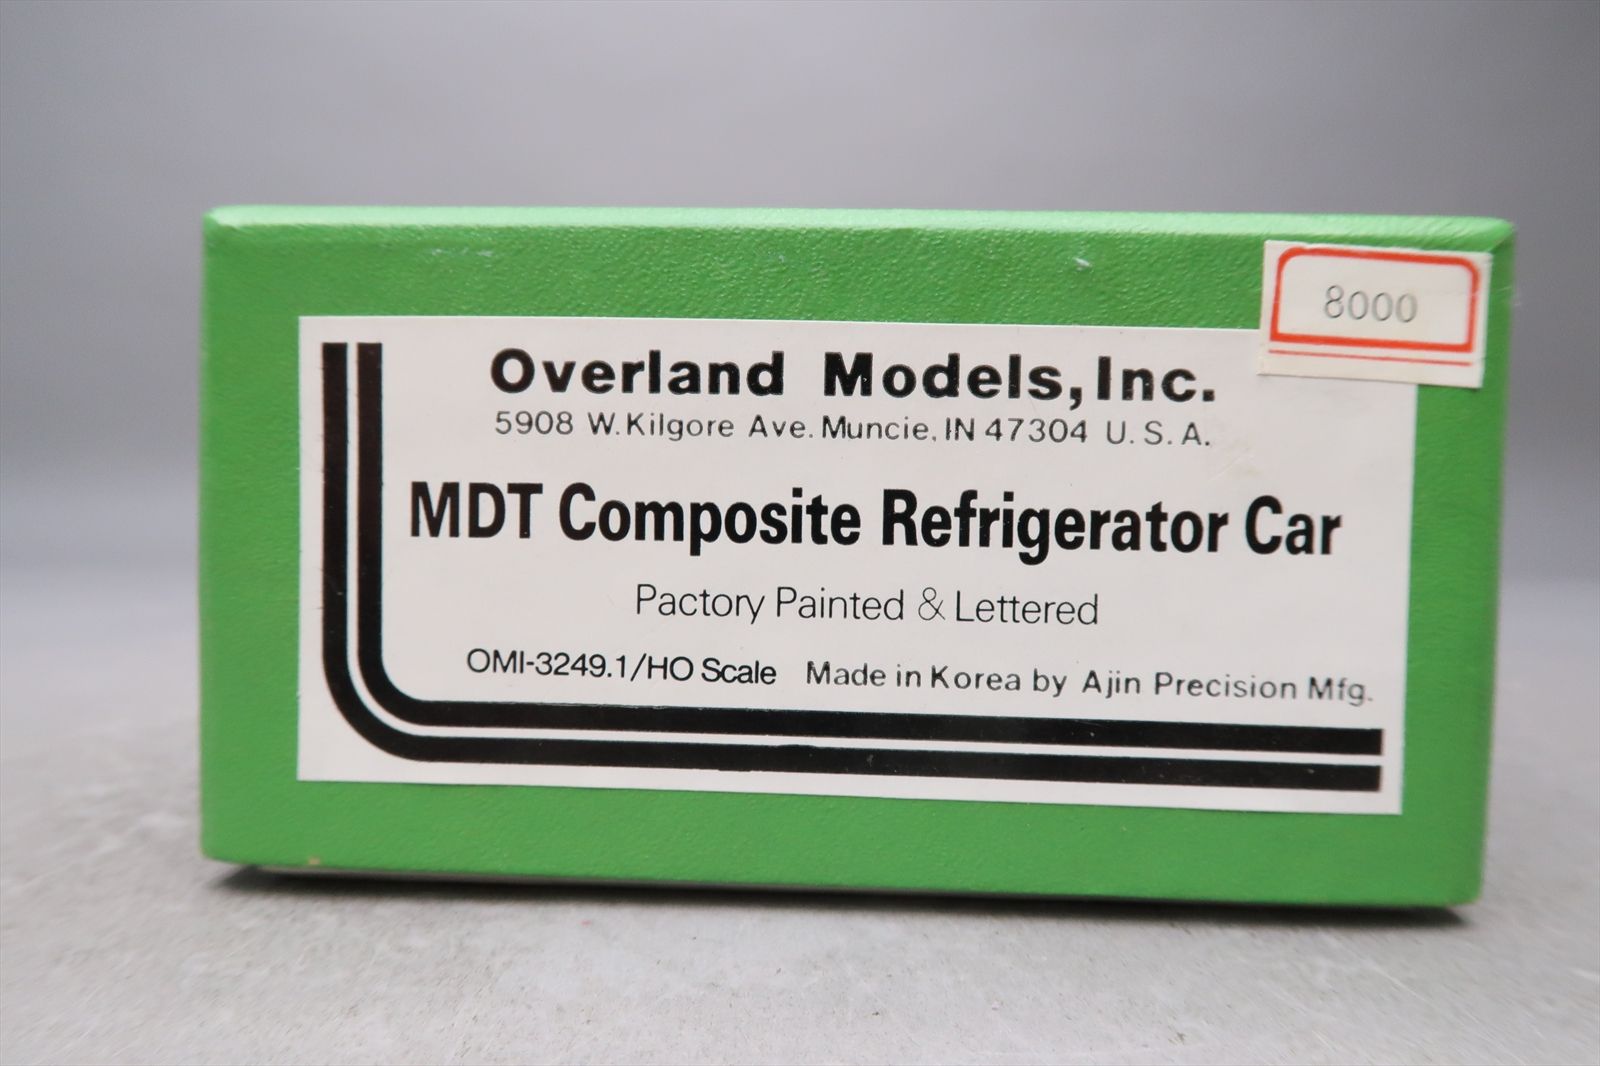 8000
Overland Models, Inc.
5908 W. Kilgore Ave. Muncie, IN 47304 U. S. A.
MDT Composite Refrigerator Car
Pactory Painted & Lettered
OMI-3249.1/HO Scale Made in Korea by Ajin Precision Mfg.